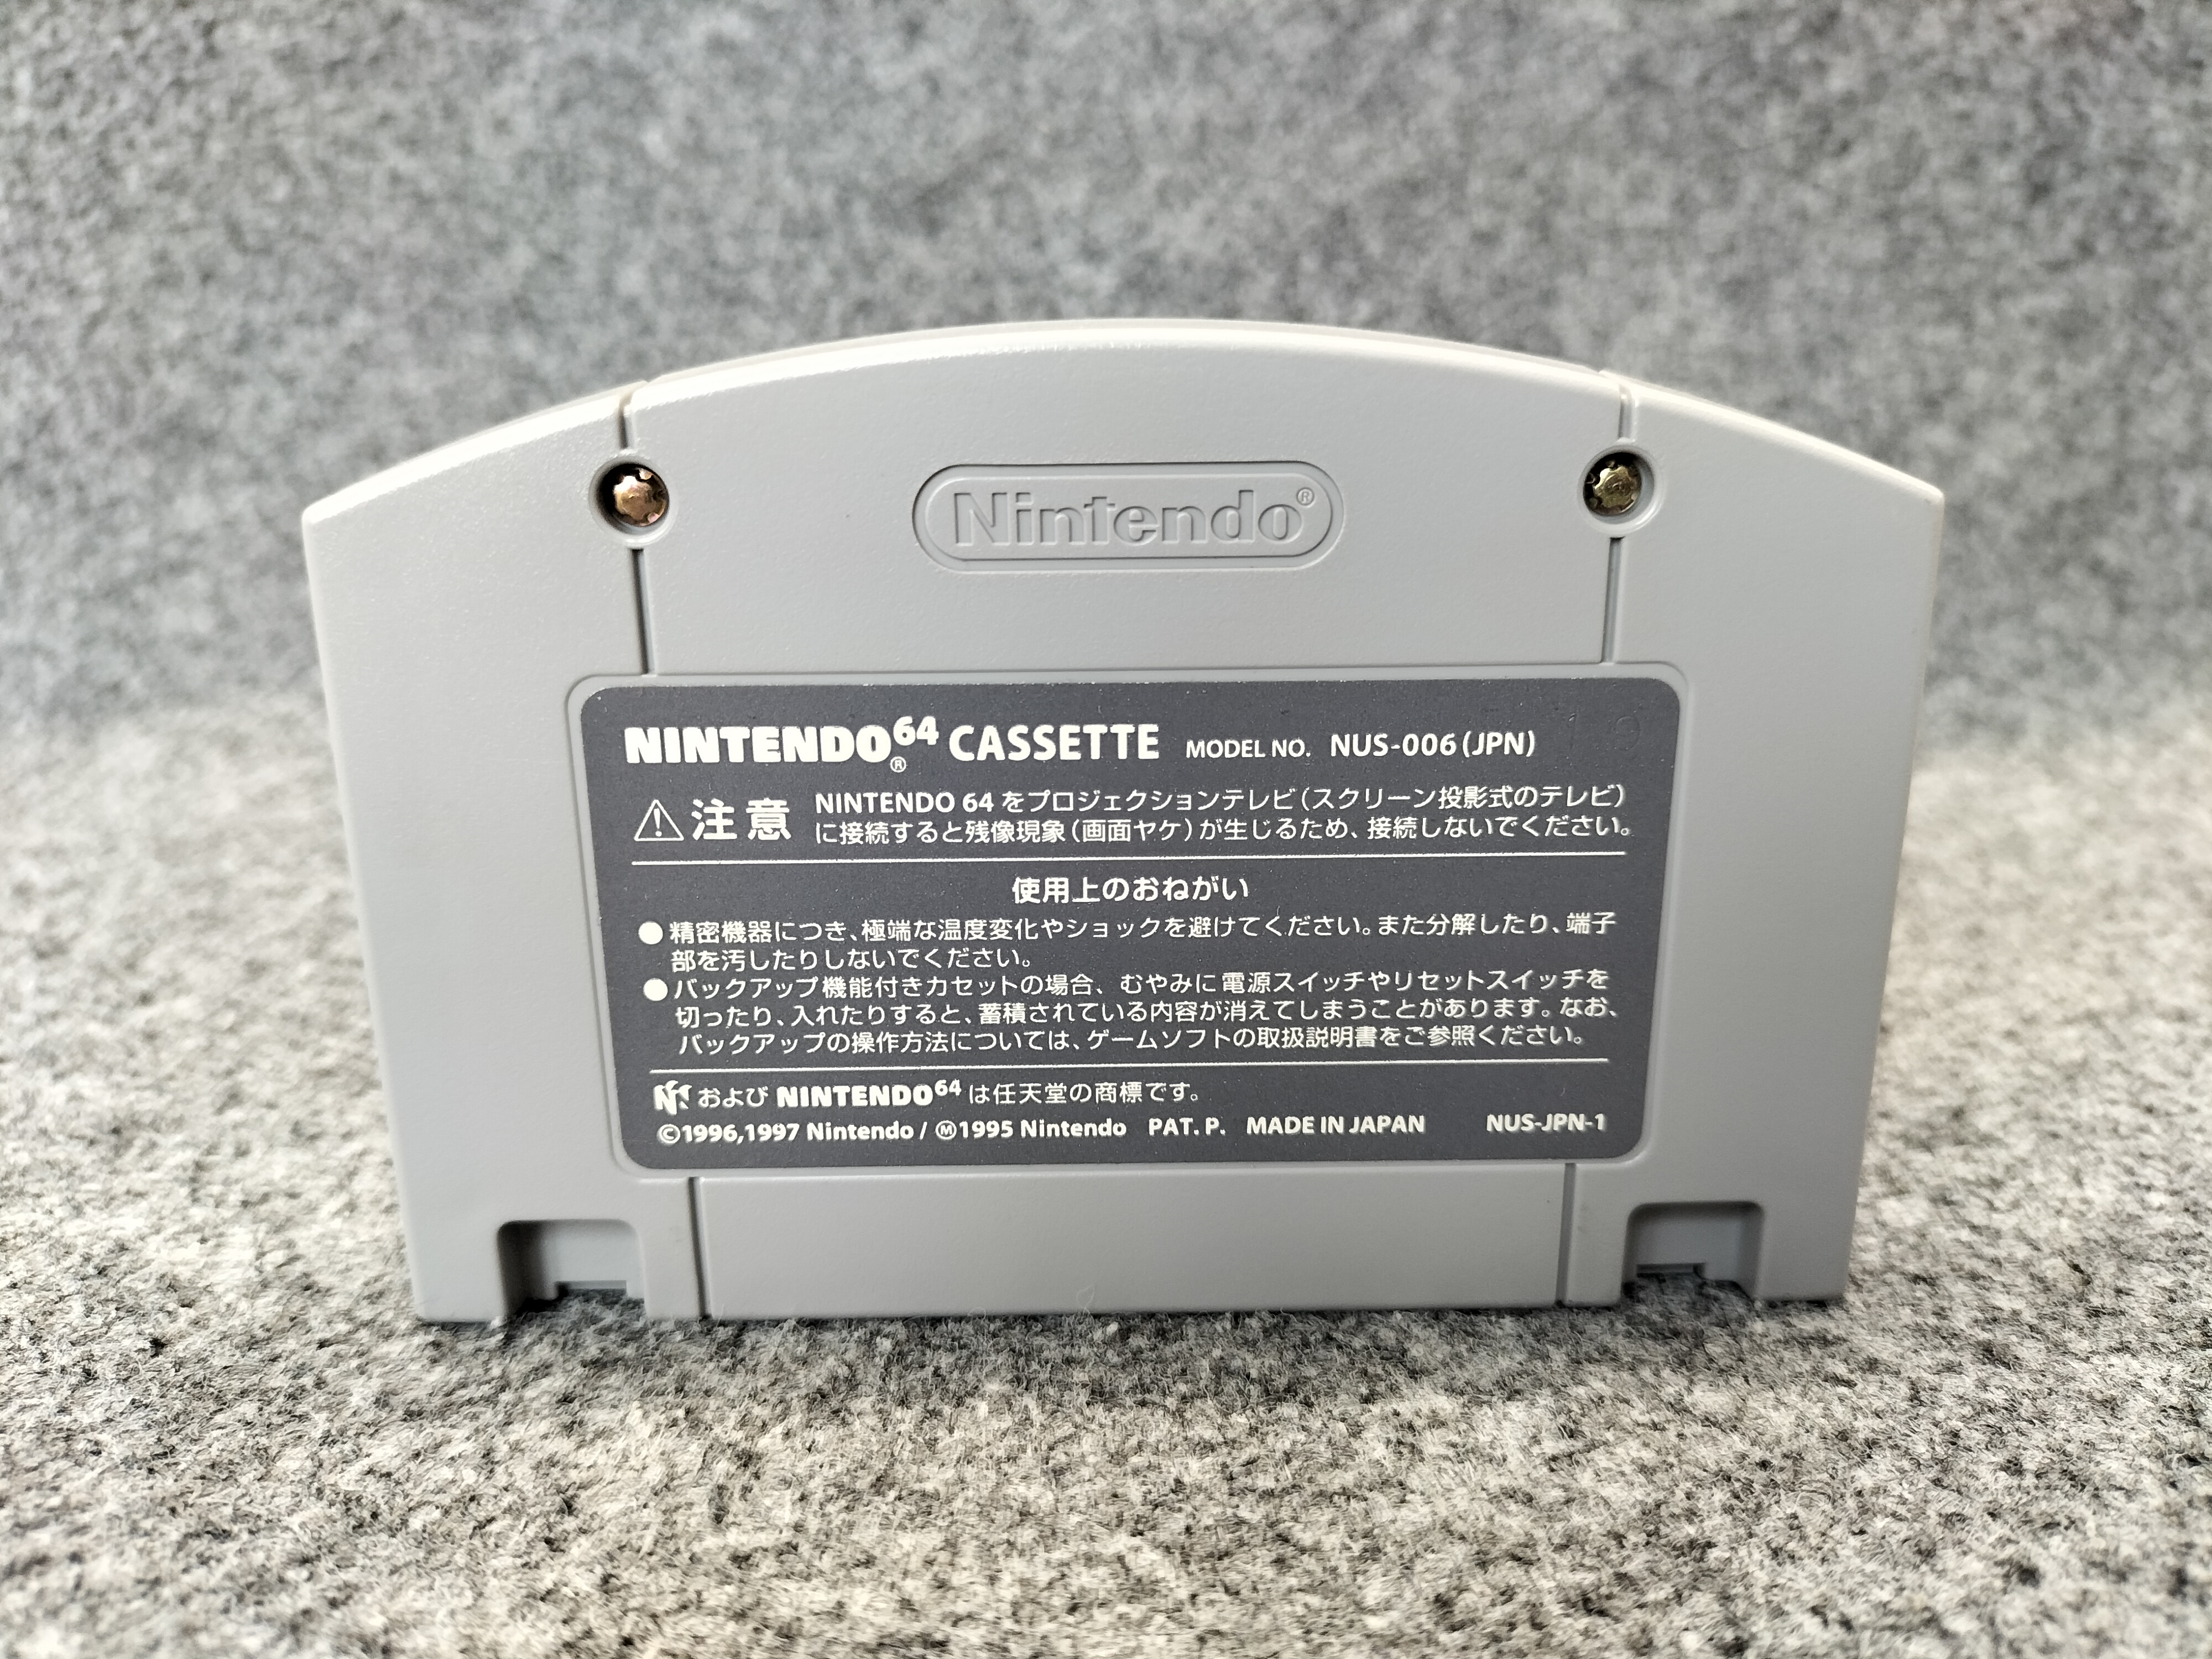 Nintendo®
NINTENDO64® CASSETTE MODEL NO. NUS-006(JPN)
注意 NINTENDO 64 をプロジェクションテレビ(スクリーン投影式のテレビ)
に接続すると残像現象(画面ヤケ)が生じるため、接続しないでください。
使用上のおねがい
●精密機器につき、極端な温度変化やショックを避けてください。また分解したり、端子
部を汚したりしないでください。
●バックアップ機能付きカセットの場合、むやみに電源スイッチやリセットスイッチを
切ったり、入れたりすると、蓄積されている内容が消えてしまうことがあります。なお、
バックアップの操作方法については、ゲームソフトの取扱説明書をご参照ください。
および NINTENDO64 は任天堂の商標です。
©1996,1997 Nintendo / Ⓜ1995 Nintendo PAT. P. MADE IN JAPAN NUS-JPN-1